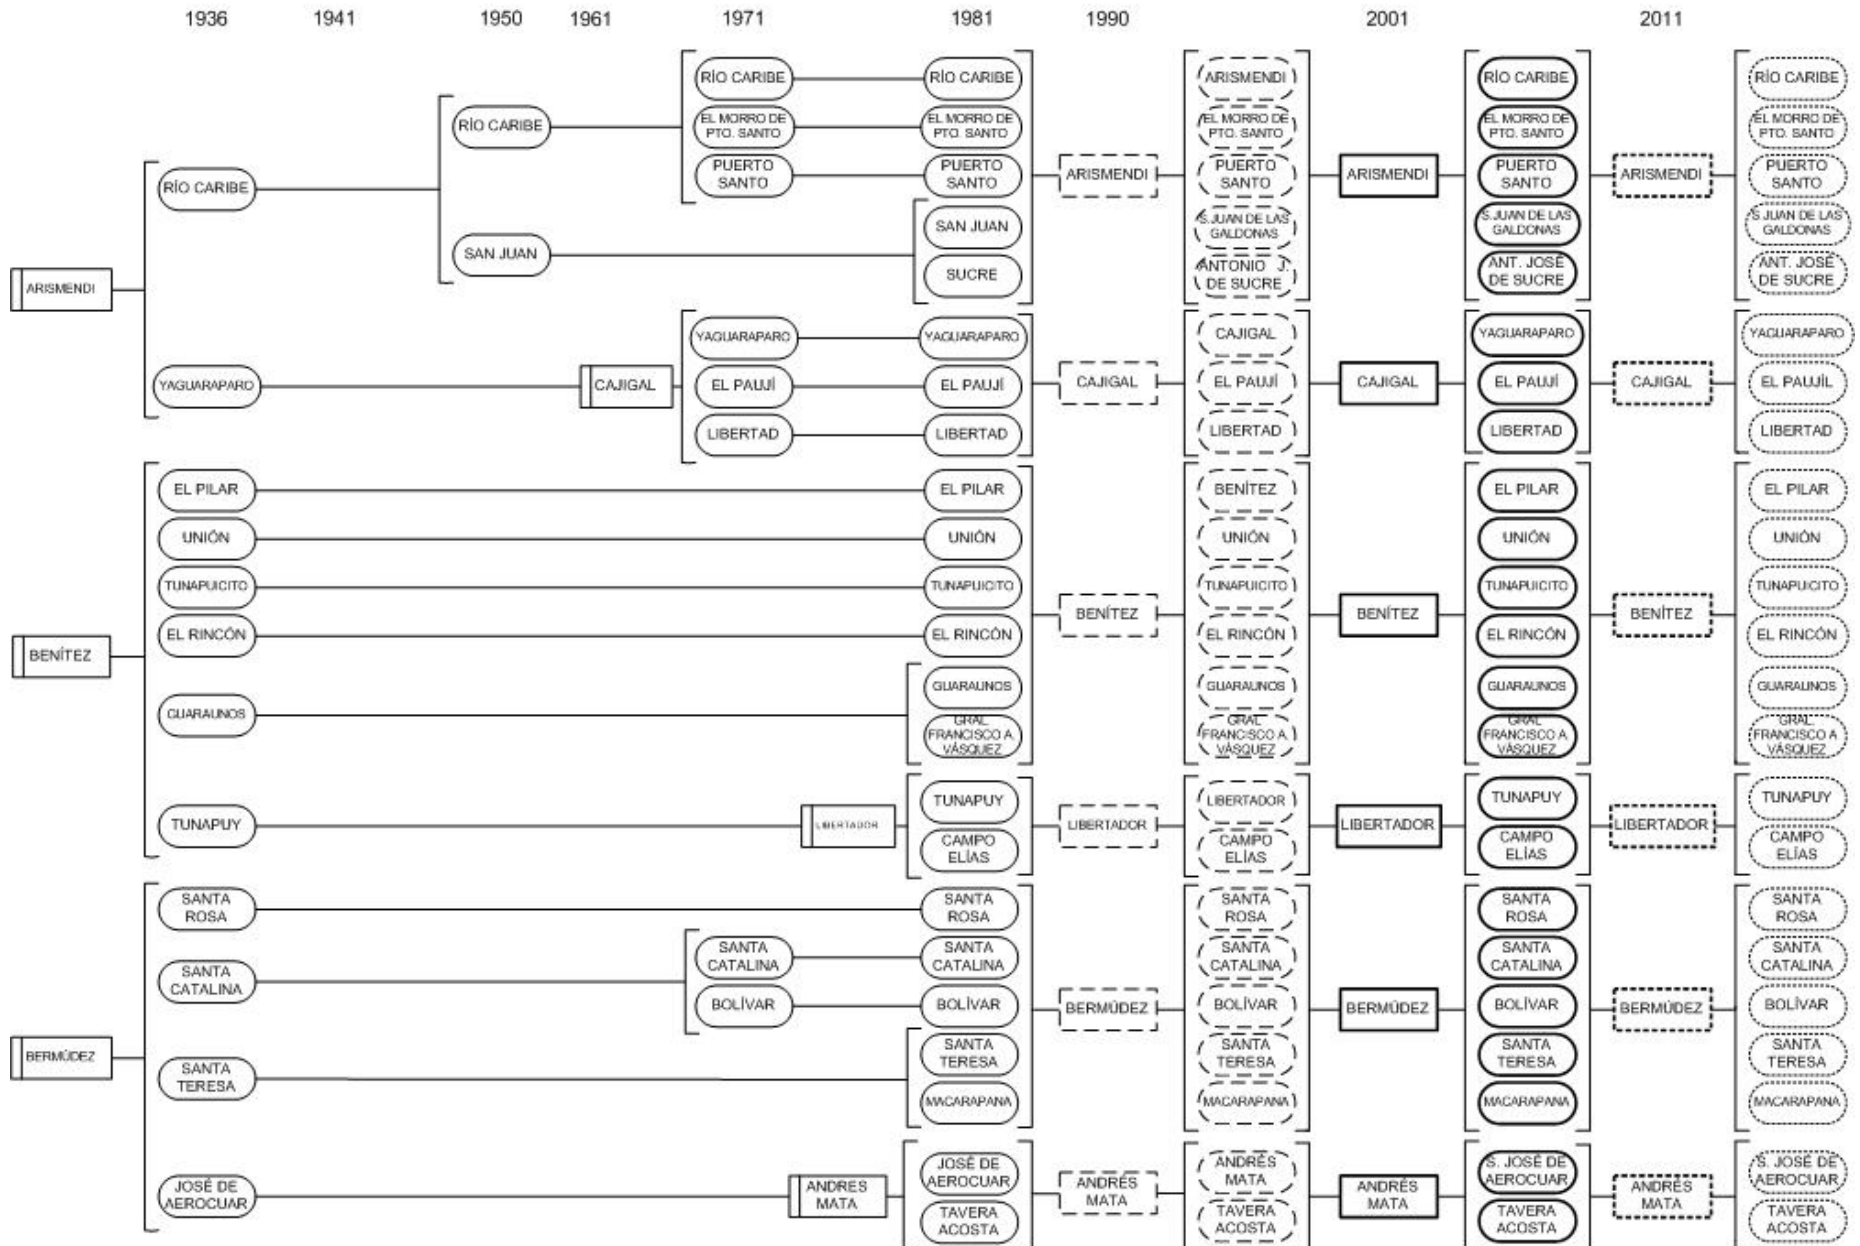 1936 1941 1950 1961 1971 1981 1990 2001 2011
RÍO CARIBE RÍO CARIBE ARISMENDI RÍO CARIBE RÍO CARIBE
RÍO CARIBE
EL MORRO DE EL MORRO DE EL MORRO DE EL MORRO DE EL MORRO DE
PTO. SANTO PTO. SANTO PTO. SANTO PTO. SANTO PTO. SANTO
PUERTO PUERTO PUERTO PUERTO PUERTO
ARISMENDI ARISMENDI ARISMENDI
SANTO SANTO SANTO SANTO SANTO
RÍO CARIBE
S.JUAN DE LAS S.JUAN DE LAS S.JUAN DE LAS
GALDONAS GALDONAS GALDONAS
SAN JUAN
SAN JUAN
ANTONIO J. ANT. JOSÉ ANT. JOSÉ
SUCRE
DE SUCRE DE SUCRE DE SUCRE
ARISMENDI
YAGUARAPARO YAGUARAPARO CAJIGAL YAGUARAPARO YAGUARAPARO
YAGUARAPARO CAJIGAL EL PAUJÍ EL PAUJÍ CAJIGAL EL PAUJÍ CAJIGAL EL PAUJÍ CAJIGAL EL PAUJÍL
LIBERTAD LIBERTAD LIBERTAD LIBERTAD LIBERTAD
EL PILAR EL PILAR BENÍTEZ EL PILAR EL PILAR
UNIÓN UNIÓN UNIÓN UNIÓN UNIÓN
TUNAPUICITO TUNAPUICITO TUNAPUICITO TUNAPUICITO TUNAPUICITO
BENÍTEZ BENÍTEZ BENÍTEZ
EL RINCÓN EL RINCÓN EL RINCÓN EL RINCÓN EL RINCÓN
BENÍTEZ
GUARAUNOS GUARAUNOS GUARAUNOS GUARAUNOS
GUARAUNOS
GRAL. GRAL. GRAL. GRAL.
FRANCISCO A. FRANCISCO A. FRANCISCO A. FRANCISCO A.
VÁSQUEZ VÁSQUEZ VÁSQUEZ VÁSQUEZ
TUNAPUY LIBERTADOR TUNAPUY TUNAPUY
TUNAPUY LIBERTADOR LIBERTADOR LIBERTADOR LIBERTADOR
CAMPO CAMPO CAMPO CAMPO
ELÍAS ELÍAS ELÍAS ELÍAS
SANTA SANTA SANTA SANTA SANTA
ROSA ROSA ROSA ROSA ROSA
SANTA SANTA SANTA SANTA SANTA
CATALINA CATALINA CATALINA CATALINA CATALINA
SANTA
CATALINA
BOLÍVAR BOLÍVAR BERMÚDEZ BOLÍVAR BERMÚDEZ BOLÍVAR BERMÚDEZ BOLÍVAR
BERMÚDEZ
SANTA SANTA SANTA SANTA
TERESA TERESA TERESA TERESA
SANTA
TERESA
MACARAPANA MACARAPANA MACARAPANA MACARAPANA
JOSÉ DE ANDRÉS S. JOSÉ DE S. JOSÉ DE
AEROCUAR MATA AEROCUAR AEROCUAR
JOSÉ DE ANDRES ANDRÉS ANDRÉS ANDRÉS
AEROCUAR MATA MATA MATA MATA
TAVERA TAVERA TAVERA TAVERA
ACOSTA ACOSTA ACOSTA ACOSTA